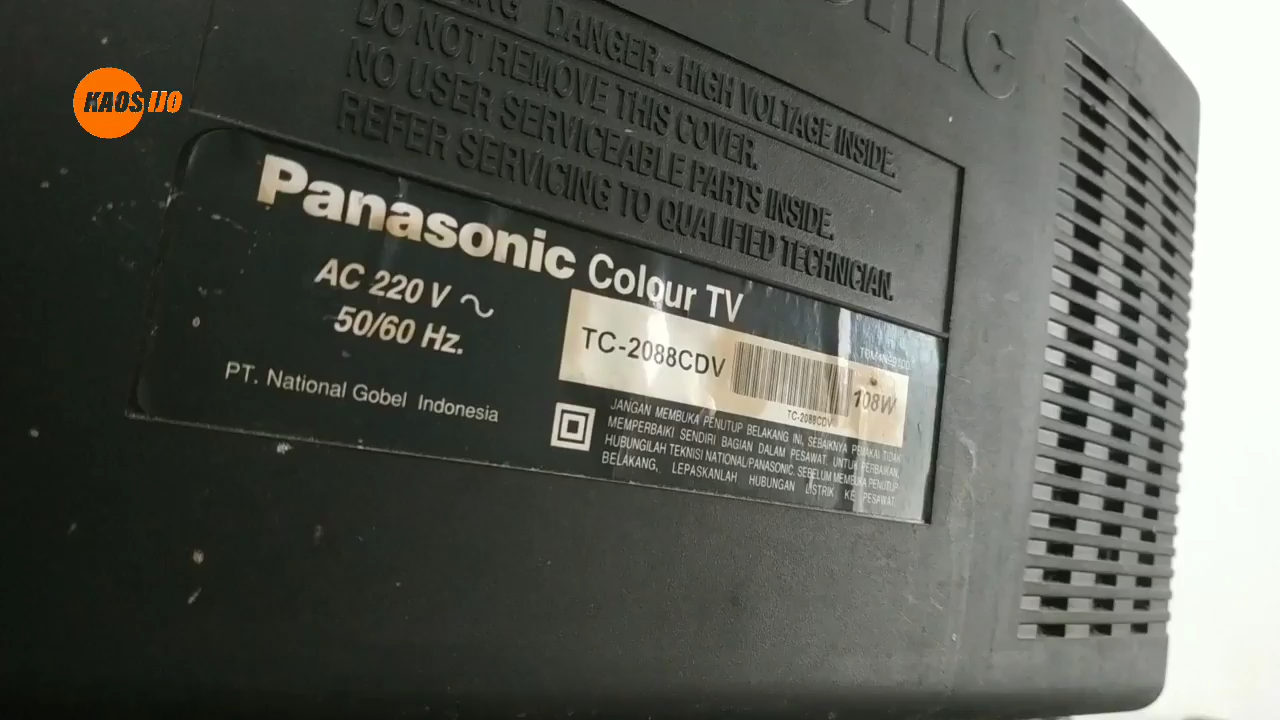 KAOS IJO
DANGER - HIGH VOLTAGE INSIDE.
DO NOT REMOVE THIS COVER.
NO USER SERVICEABLE PARTS INSIDE.
REFER SERVICING TO QUALIFIED TECHNICIAN.
Panasonic Colour TV
AC 220 V ~
50/60 Hz.
TC-2088CDV
108W
TC-2088CDV
PT. National Gobel Indonesia
JANGAN MEMBUKA PENUTUP BELAKANG INI, SEBAIKNYA PEMAKAI TIDAK
MEMPERBAIKI SENDIRI BAGIAN DALAM PESAWAT. UNTUK PERBAIKAN
HUBUNGILAH TEKNISI NATIONAL/PANASONIC. SEBELUM MEMBUKA PENUTUP
BELAKANG, LEPASKANLAH HUBUNGAN LISTRIK KE PESAWAT.